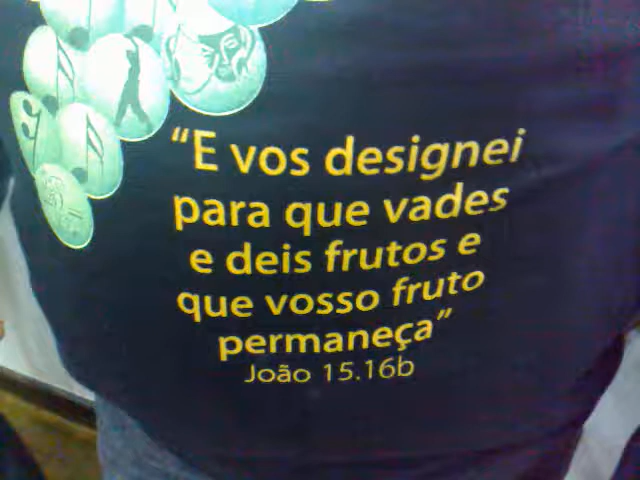 “E vos designei
para que vades
e deis frutos e
que vosso fruto
permaneça”
João 15.16b